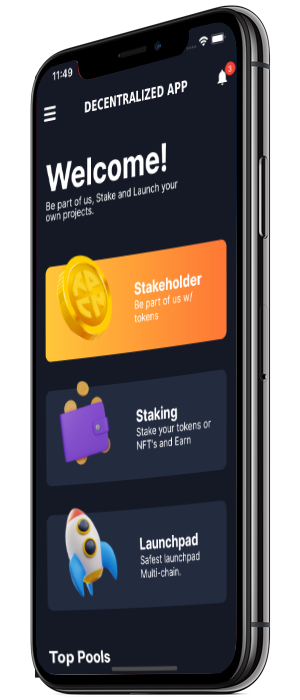 11:49
3
DECENTRALIZED APP
Welcome!
Be part of us, Stake and Launch your
own projects.
Stakeholder
Be part of us w/
tokens
Staking
Stake your tokens or
NFT's and Earn
Launchpad
Safest launchpad
Multi-chain.
Top Pools